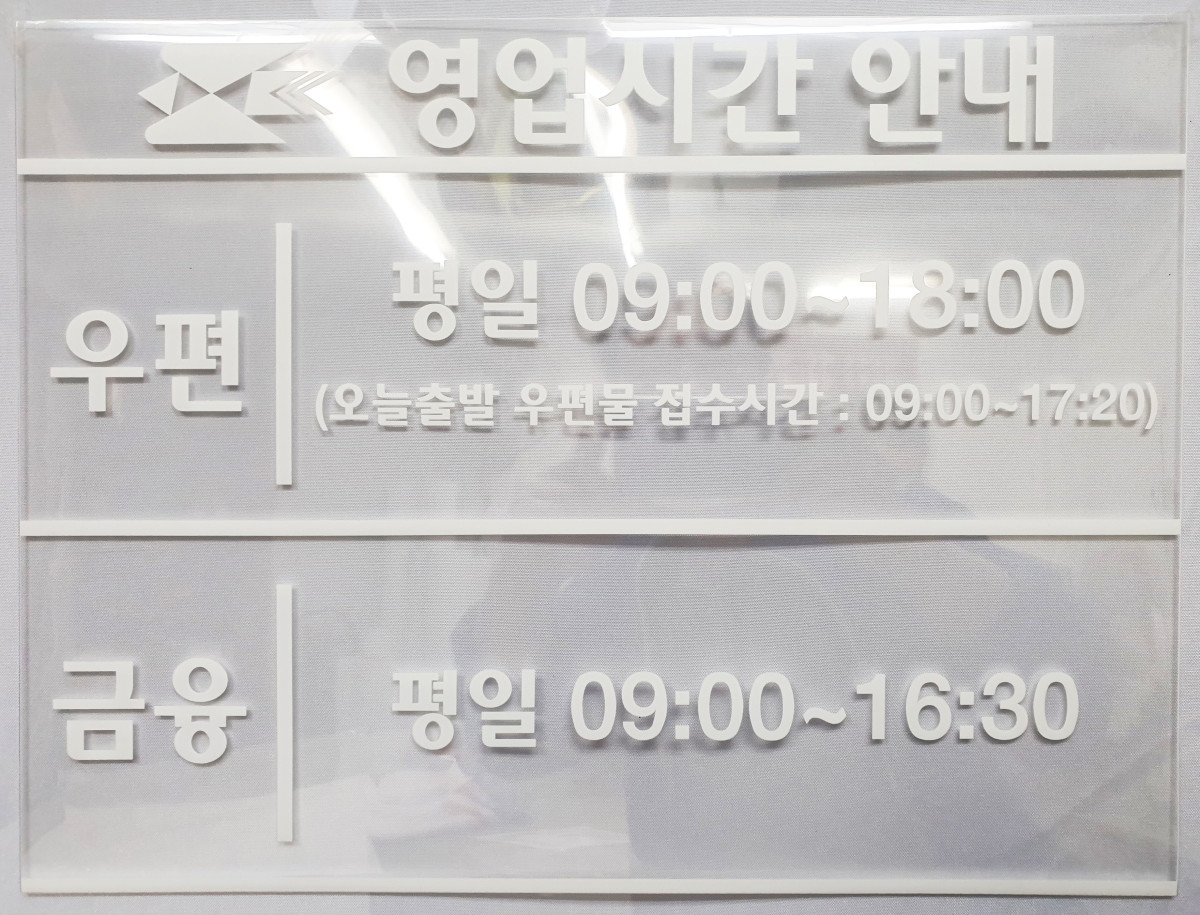 영업시간 안내
우편
평일 09:00~18:00
(오늘출발 우편물 접수시간 : 09:00~17:20)
금융
평일 09:00~16:30